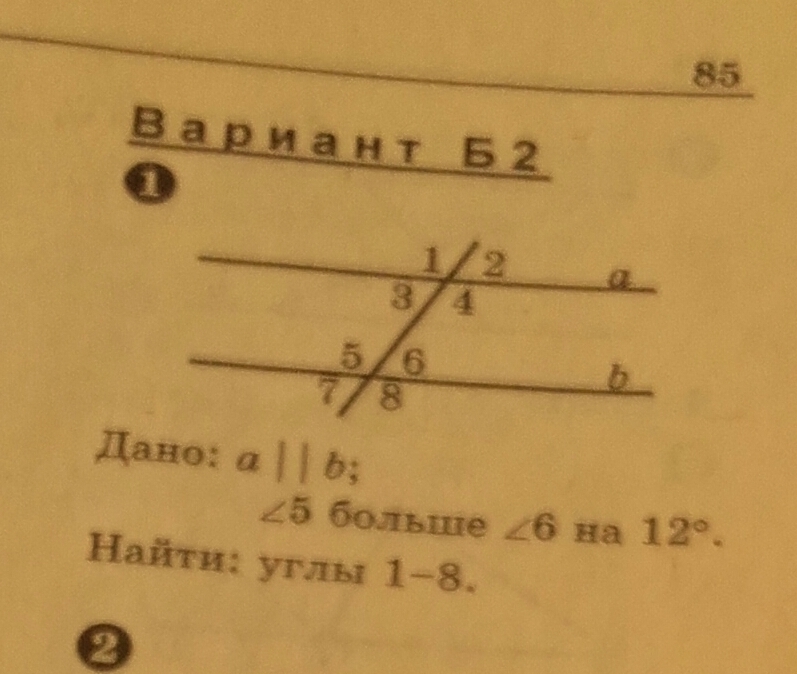 85
Вариант Б2
1
1 2 a
3 4
5 6 b
7 8
Дано: a || b;
∠5 больше ∠6 на 12°.
Найти: углы 1–8.
2